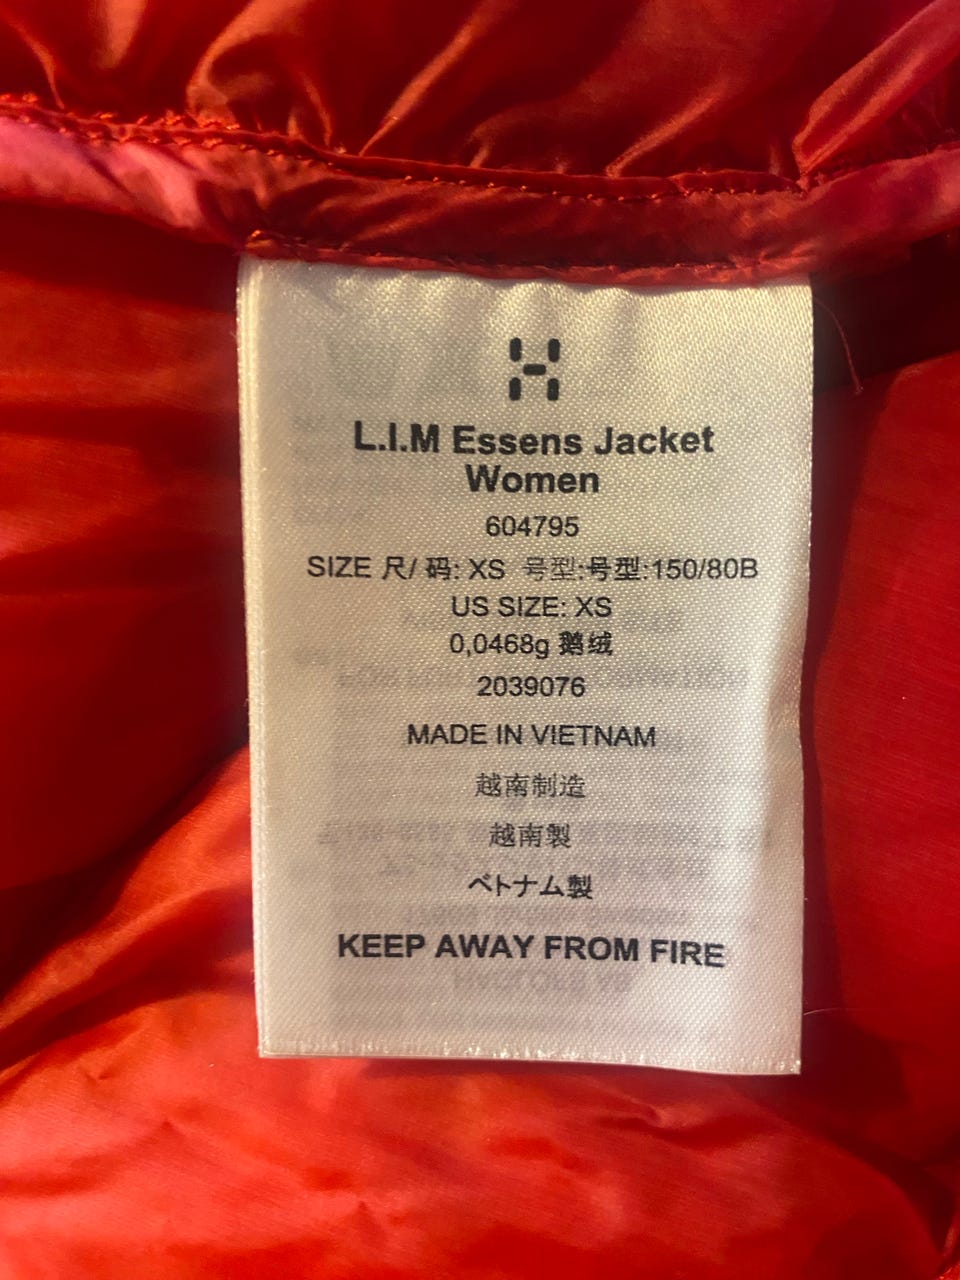 L.I.M Essens Jacket
Women
604795
SIZE 尺/ 码: XS 号型:号型:150/80B
US SIZE: XS
0,0468g 鹅绒
2039076
MADE IN VIETNAM
越南制造
越南製
ベトナム製
KEEP AWAY FROM FIRE